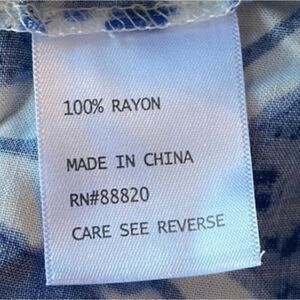 100% RAYON
MADE IN CHINA
RN#88820
CARE SEE REVERSE